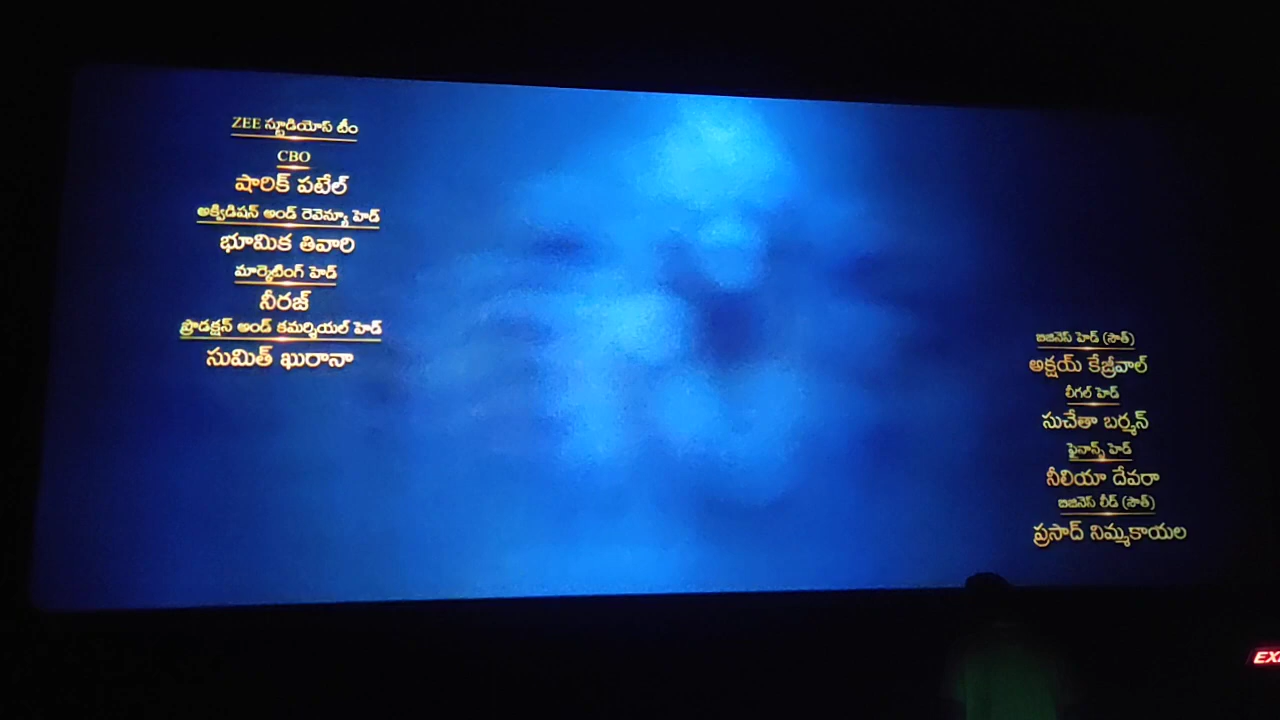 ZEE స్టూడియోస్ టీం
CBO
షారిక్ పటేల్
అక్విడిషన్ అండ్ రెవెన్యూ హెడ్
భూమిక తివారి
మార్కెటింగ్ హెడ్
నీరజ్
ప్రొడక్షన్ అండ్ కమర్షియల్ హెడ్
సుమిత్ ఖురానా
బిజినెస్ హెడ్ (సౌత్)
అక్షయ్ కేజ్రీవాల్
లీగల్ హెడ్
సుచేతా బర్మన్
ఫైనాన్స్ హెడ్
నీలియా దేవరా
బిజినెస్ లీడ్ (సౌత్)
ప్రసాద్ నిమ్మకాయల